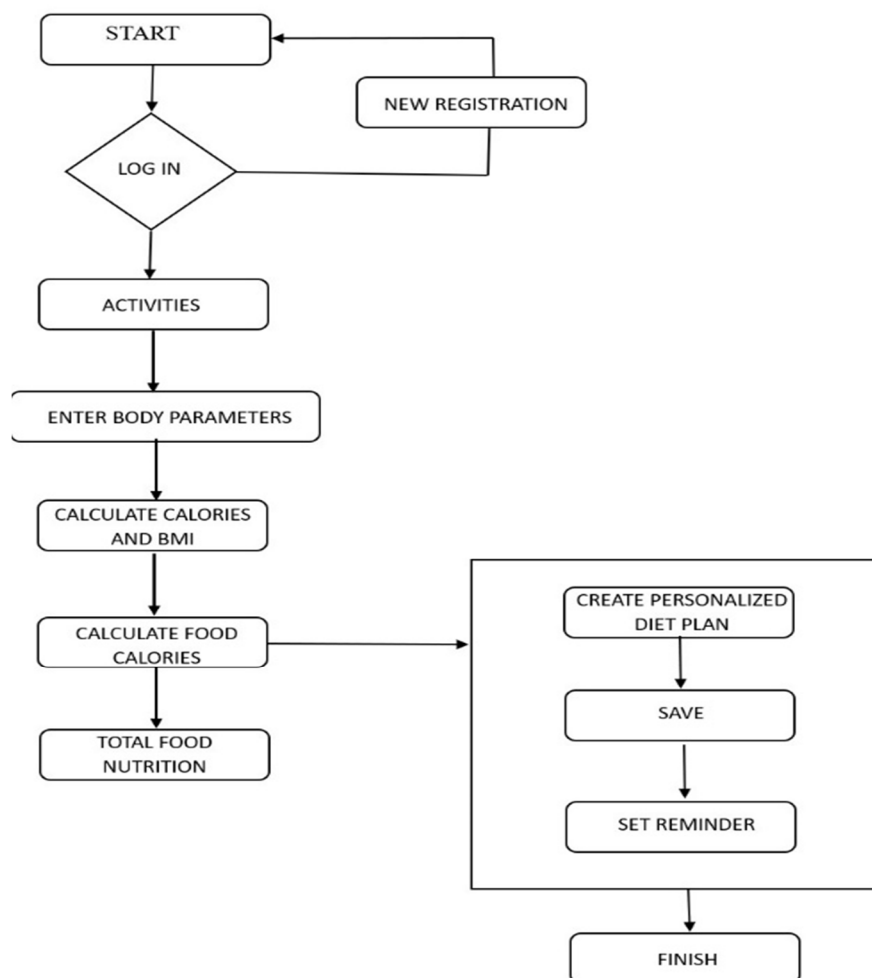 START
NEW REGISTRATION
LOG IN
ACTIVITIES
ENTER BODY PARAMETERS
CALCULATE CALORIES
AND BMI
CALCULATE FOOD
CALORIES
TOTAL FOOD
NUTRITION
CREATE PERSONALIZED
DIET PLAN
SAVE
SET REMINDER
FINISH